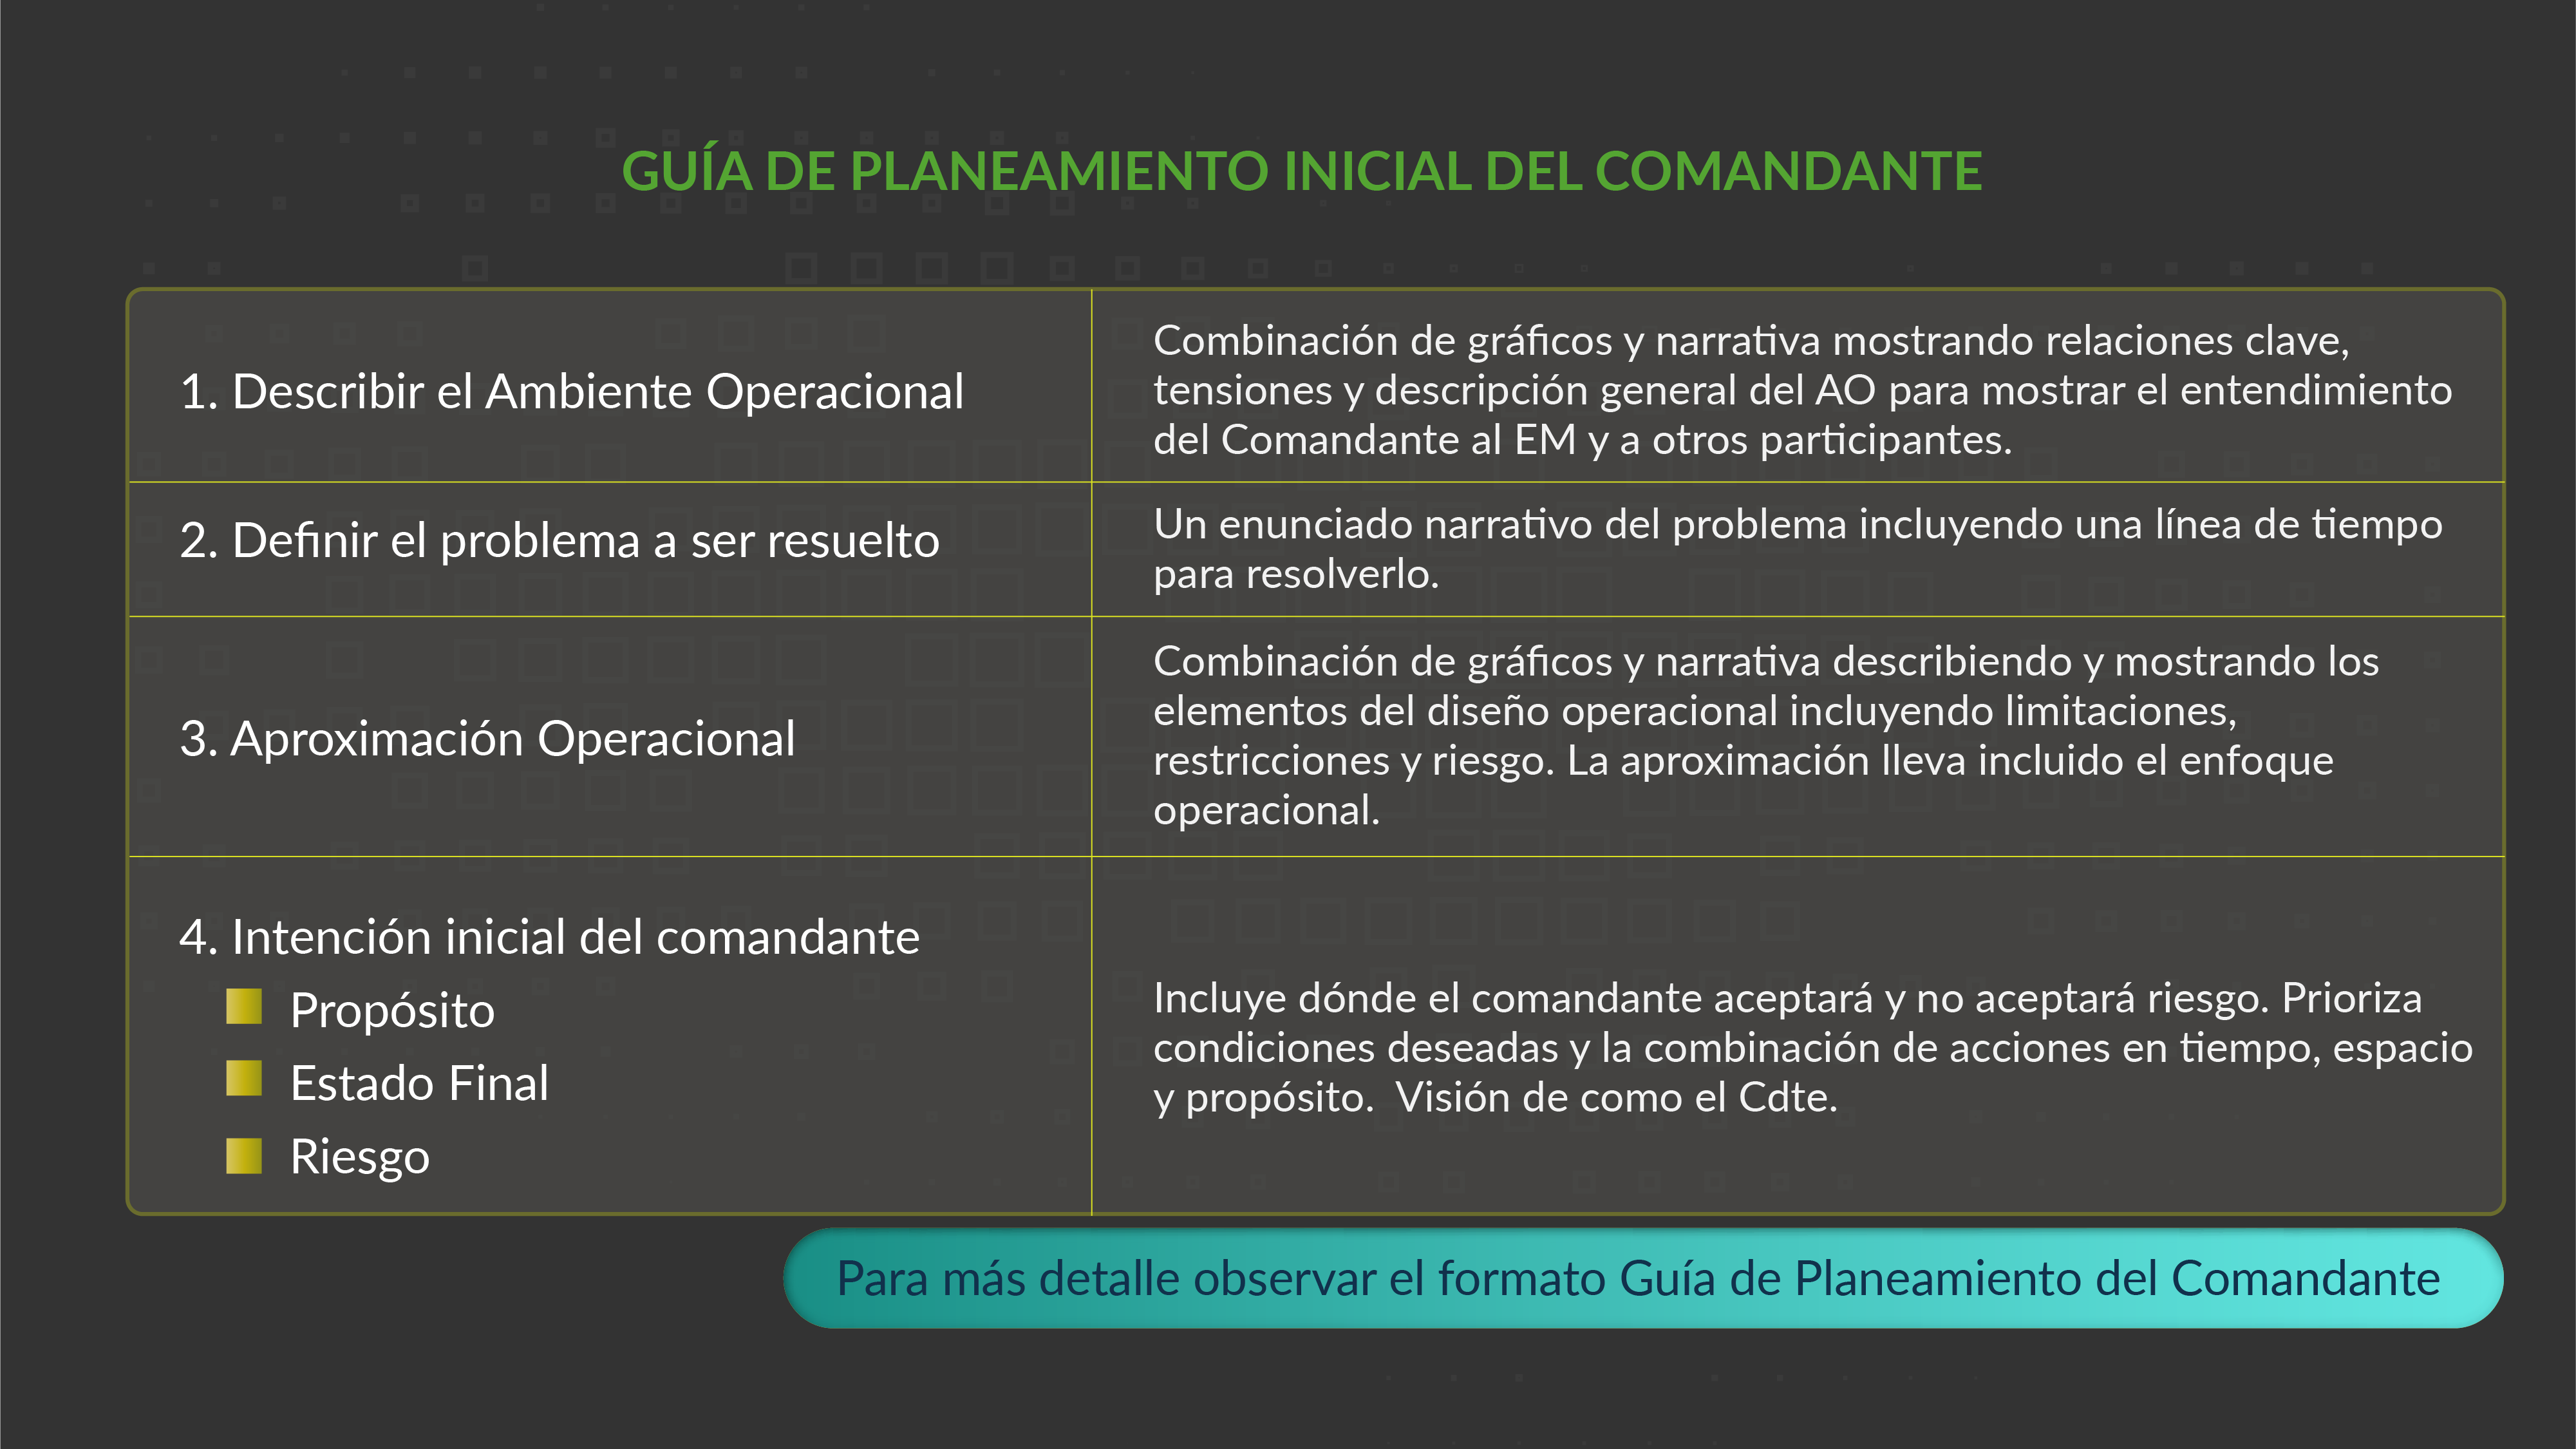 GUÍA DE PLANEAMIENTO INICIAL DEL COMANDANTE
1. Describir el Ambiente Operacional
Combinación de gráficos y narrativa mostrando relaciones clave,
tensiones y descripción general del AO para mostrar el entendimiento
del Comandante al EM y a otros participantes.
2. Definir el problema a ser resuelto
Un enunciado narrativo del problema incluyendo una línea de tiempo
para resolverlo.
3. Aproximación Operacional
Combinación de gráficos y narrativa describiendo y mostrando los
elementos del diseño operacional incluyendo limitaciones,
restricciones y riesgo. La aproximación lleva incluido el enfoque
operacional.
4. Intención inicial del comandante
Propósito
Estado Final
Riesgo
Incluye dónde el comandante aceptará y no aceptará riesgo. Prioriza
condiciones deseadas y la combinación de acciones en tiempo, espacio
y propósito.  Visión de como el Cdte.
Para más detalle observar el formato Guía de Planeamiento del Comandante